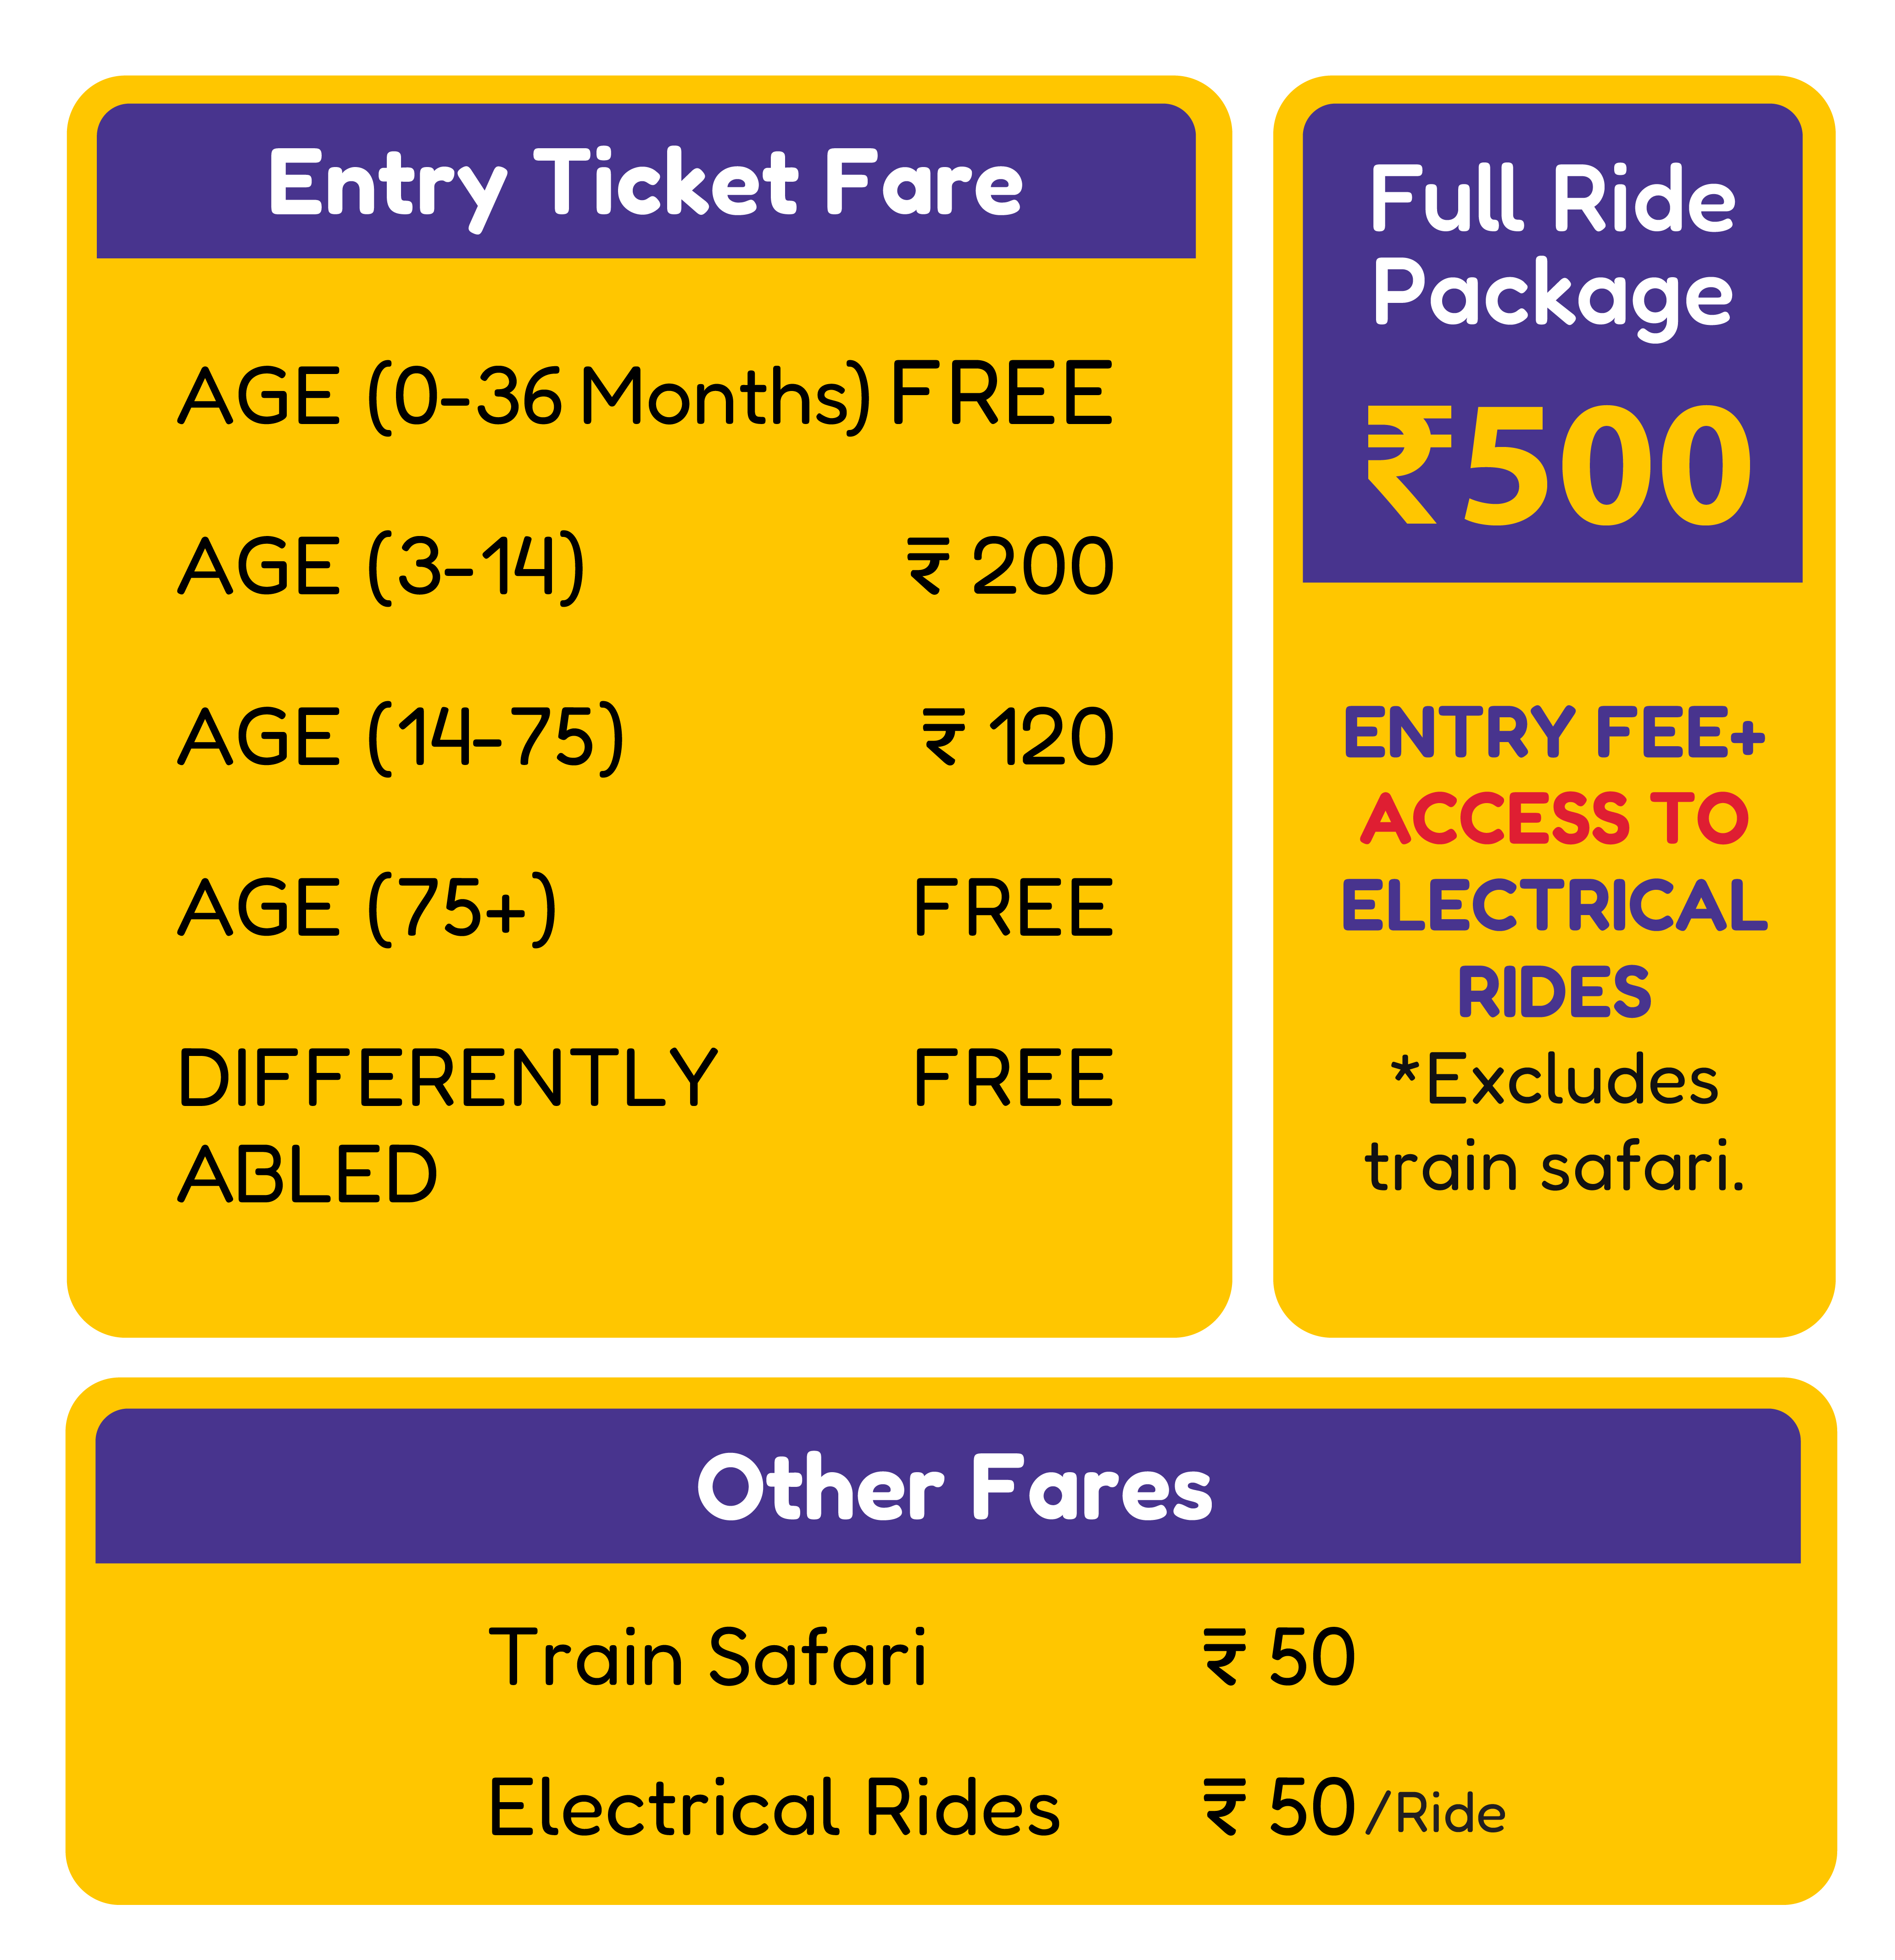 Entry Ticket Fare
AGE (0-36 Months) FREE
AGE (3-14) ₹ 200
AGE (14-75) ₹ 120
AGE (75+) FREE
DIFFERENTLY FREE
ABLED
Full Ride
Package
₹500
ENTRY FEE+
ACCESS TO
ELECTRICAL
RIDES
*Excludes
train safari.
Other Fares
Train Safari ₹ 50
Electrical Rides ₹ 50/Ride